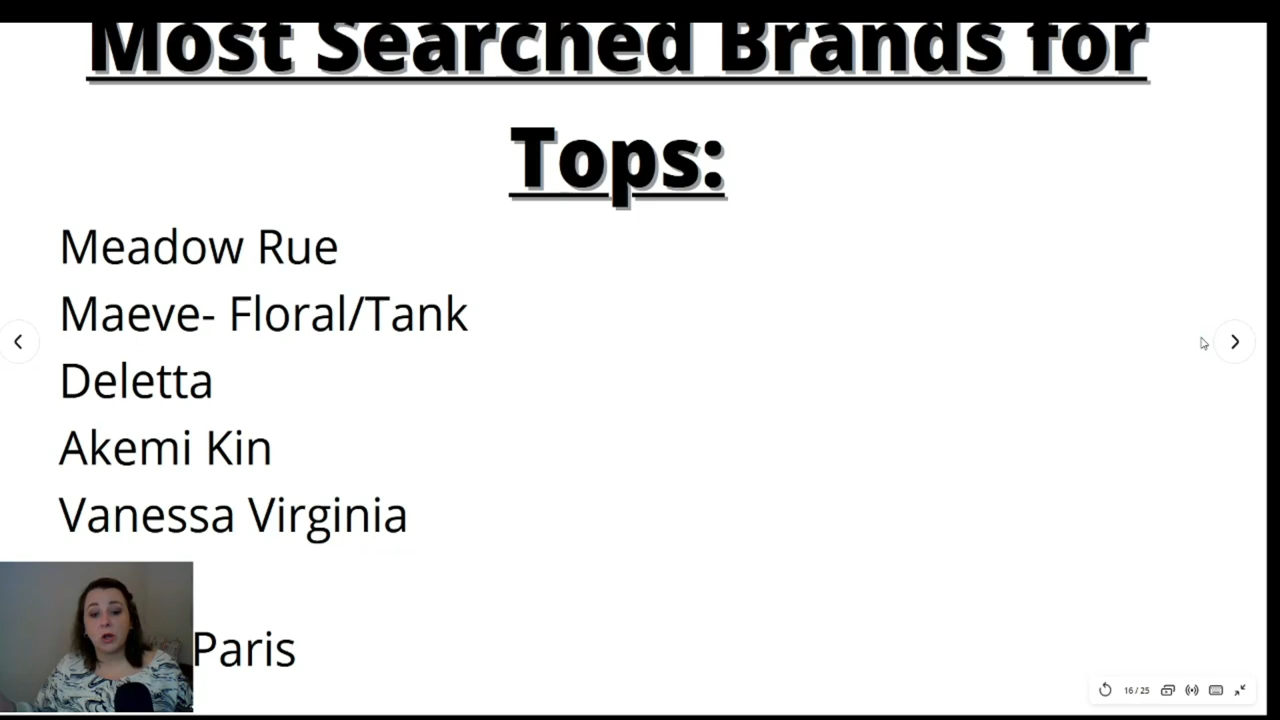 Most Searched Brands for
Tops:
Meadow Rue
Maeve- Floral/Tank
Deletta
Akemi Kin
Vanessa Virginia
Paris
16/25